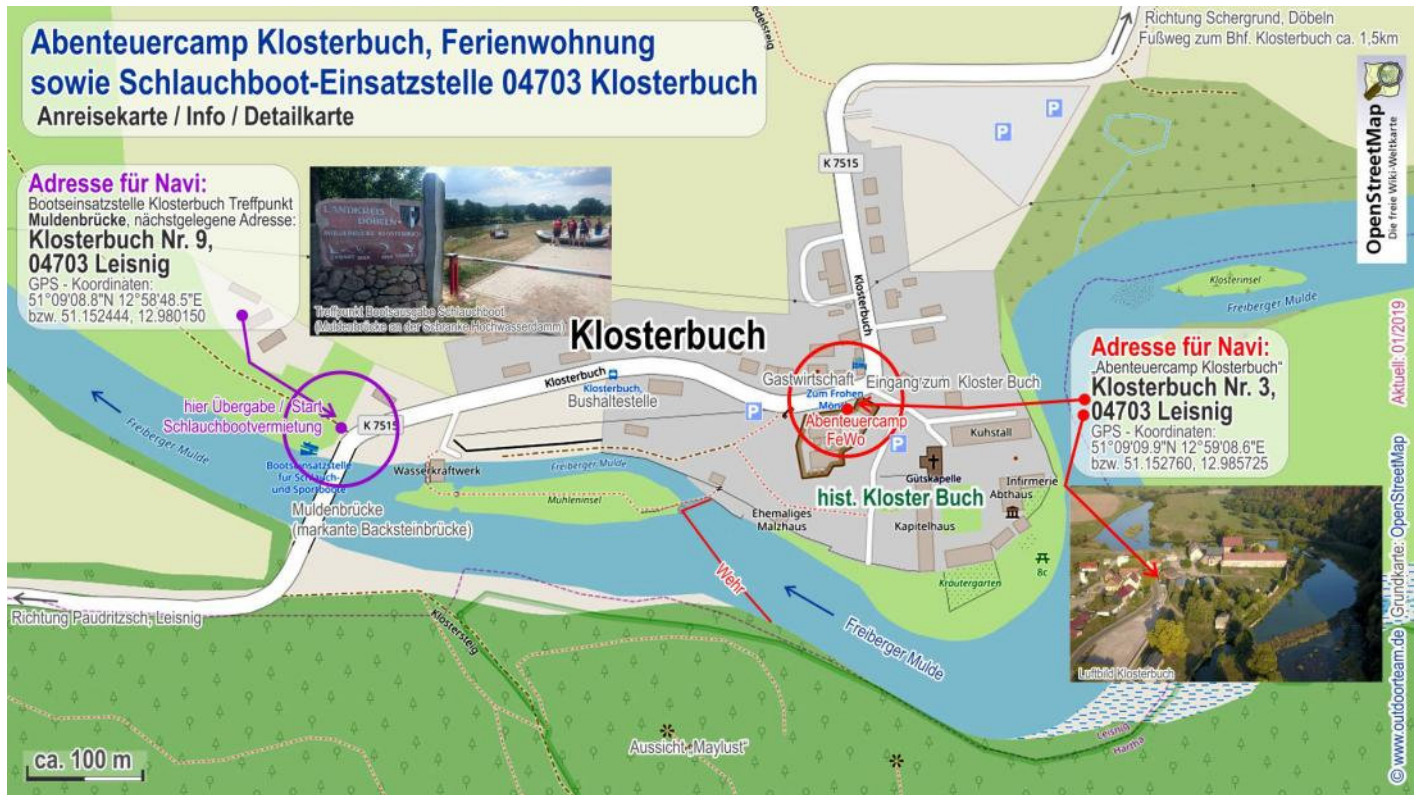 Abenteuercamp Klosterbuch, Ferienwohnung
sowie Schlauchboot-Einsatzstelle 04703 Klosterbuch
Anreisekarte / Info / Detailkarte
Richtung Schergrund, Döbeln
Fußweg zum Bhf. Klosterbuch ca. 1,5km
OpenStreetMap
Die freie Wiki-Weltkarte
Adresse für Navi:
Bootseinsatzstelle Klosterbuch Treffpunkt
Muldenbrücke, nächstgelegene Adresse:
Klosterbuch Nr. 9,
04703 Leisnig
GPS - Koordinaten:
51°09'08.8"N 12°58'48.5"E
bzw. 51.152444, 12.980150
LANDKREIS
DÖBELN
Treffpunkt Bootsausgabe Schlauchboot
(Muldenbrücke an der Schranke Hochwasserdamm)
P
P
K 7515
Klosterbuch
Klosterinsel
Freiberger Mulde
Klosterbuch
Klosterbuch
Klosterbuch,
Bushaltestelle
P
Gastwirtschaft
Zum Frohen
Mönch
Eingang zum Kloster Buch
Abenteuercamp
FeWo
P
Kuhstall
Gutskapelle
Infirmerie
Abthaus
hist. Kloster Buch
Kapitelhaus
Ehemaliges
Malzhaus
Kräutergarten
8c
Adresse für Navi:
„Abenteuercamp Klosterbuch"
Klosterbuch Nr. 3,
04703 Leisnig
GPS - Koordinaten:
51°09'09.9"N 12°59'08.6"E
bzw. 51.152760, 12.985725
Luftbild Klosterbuch
Aktuell: 01/2019
© www.outdoorteam.de Grundkarte: OpenStreetMap
hier Übergabe / Start
Schlauchbootvermietung
K 7515
Freiberger Mulde
Bootseinsatzstelle
für Schlauch-
und Sportboote
Wasserkraftwerk
Freiberger Mulde
Mühleninsel
Muldenbrücke
(markante Backsteinbrücke)
Wehr
Freiberger Mulde
Richtung Paudritzsch, Leisnig
Klostersteig
Aussicht „Maylust"
Leisnig
Hartha
ca. 100 m